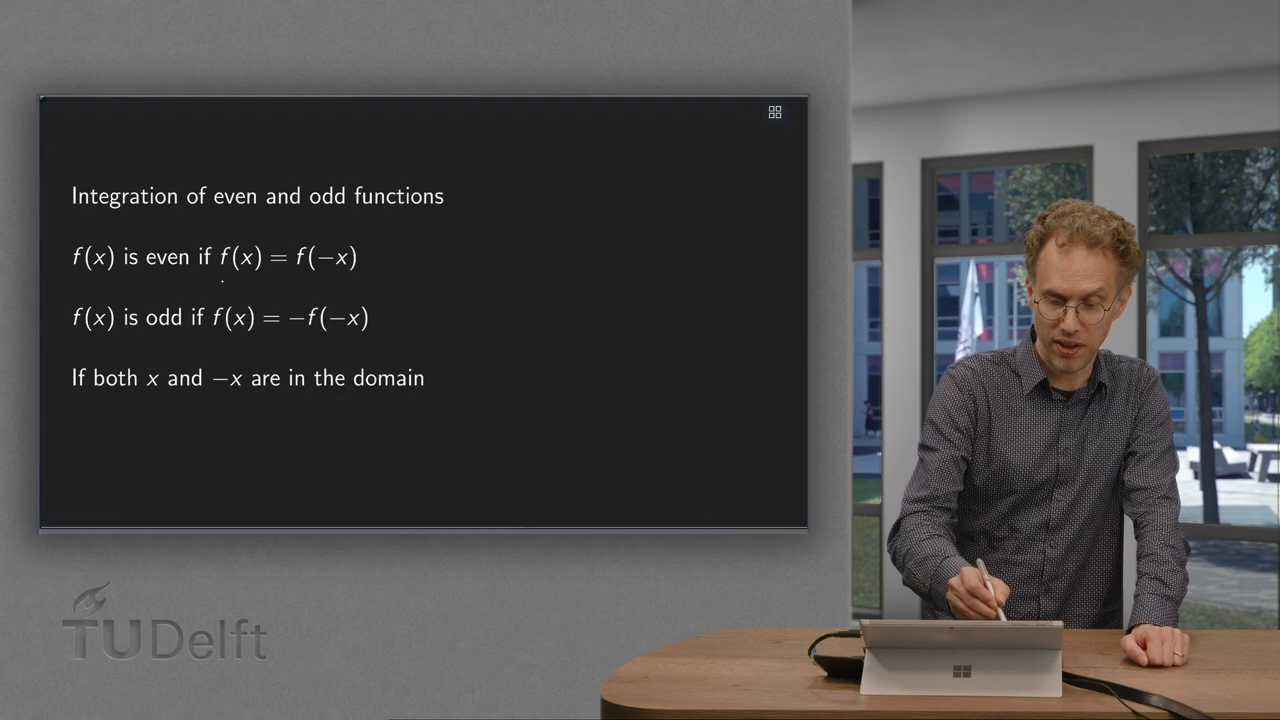 Integration of even and odd functions
f(x) is even if f(x) = f(−x)
f(x) is odd if f(x) = −f(−x)
If both x and −x are in the domain
TUDelft